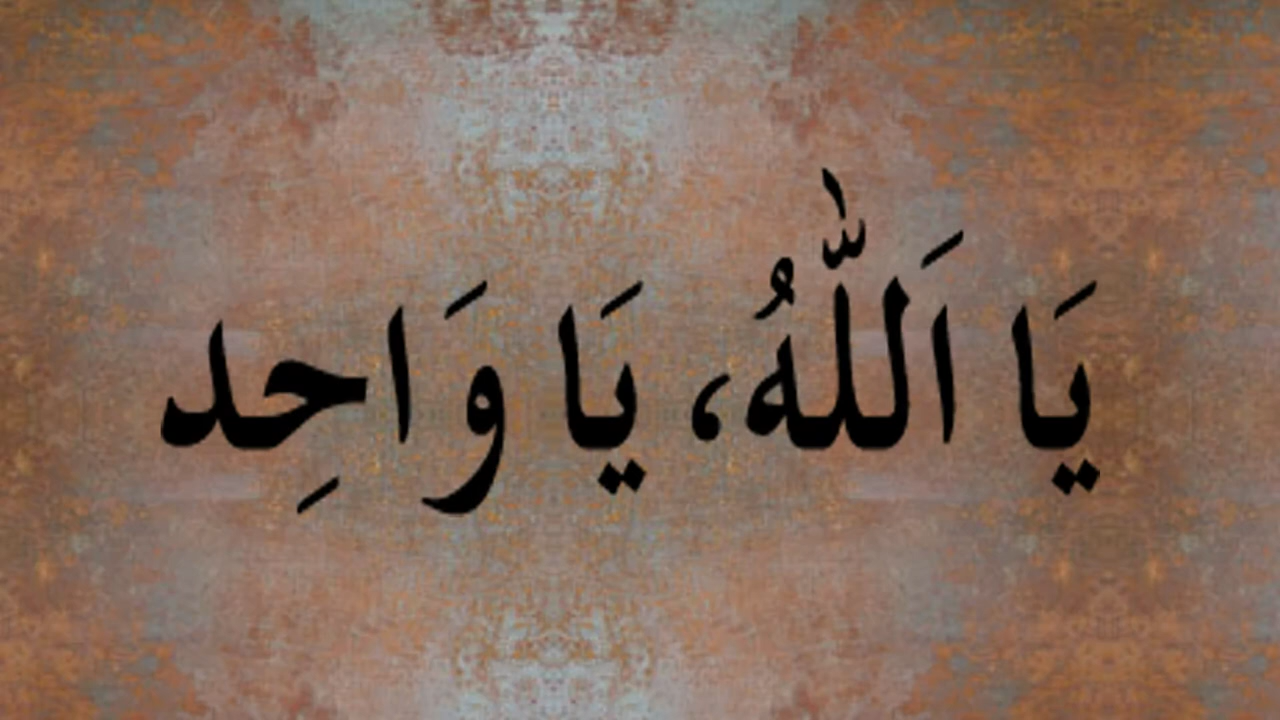 يَا اَللّٰهُ، يَا وَاحِد